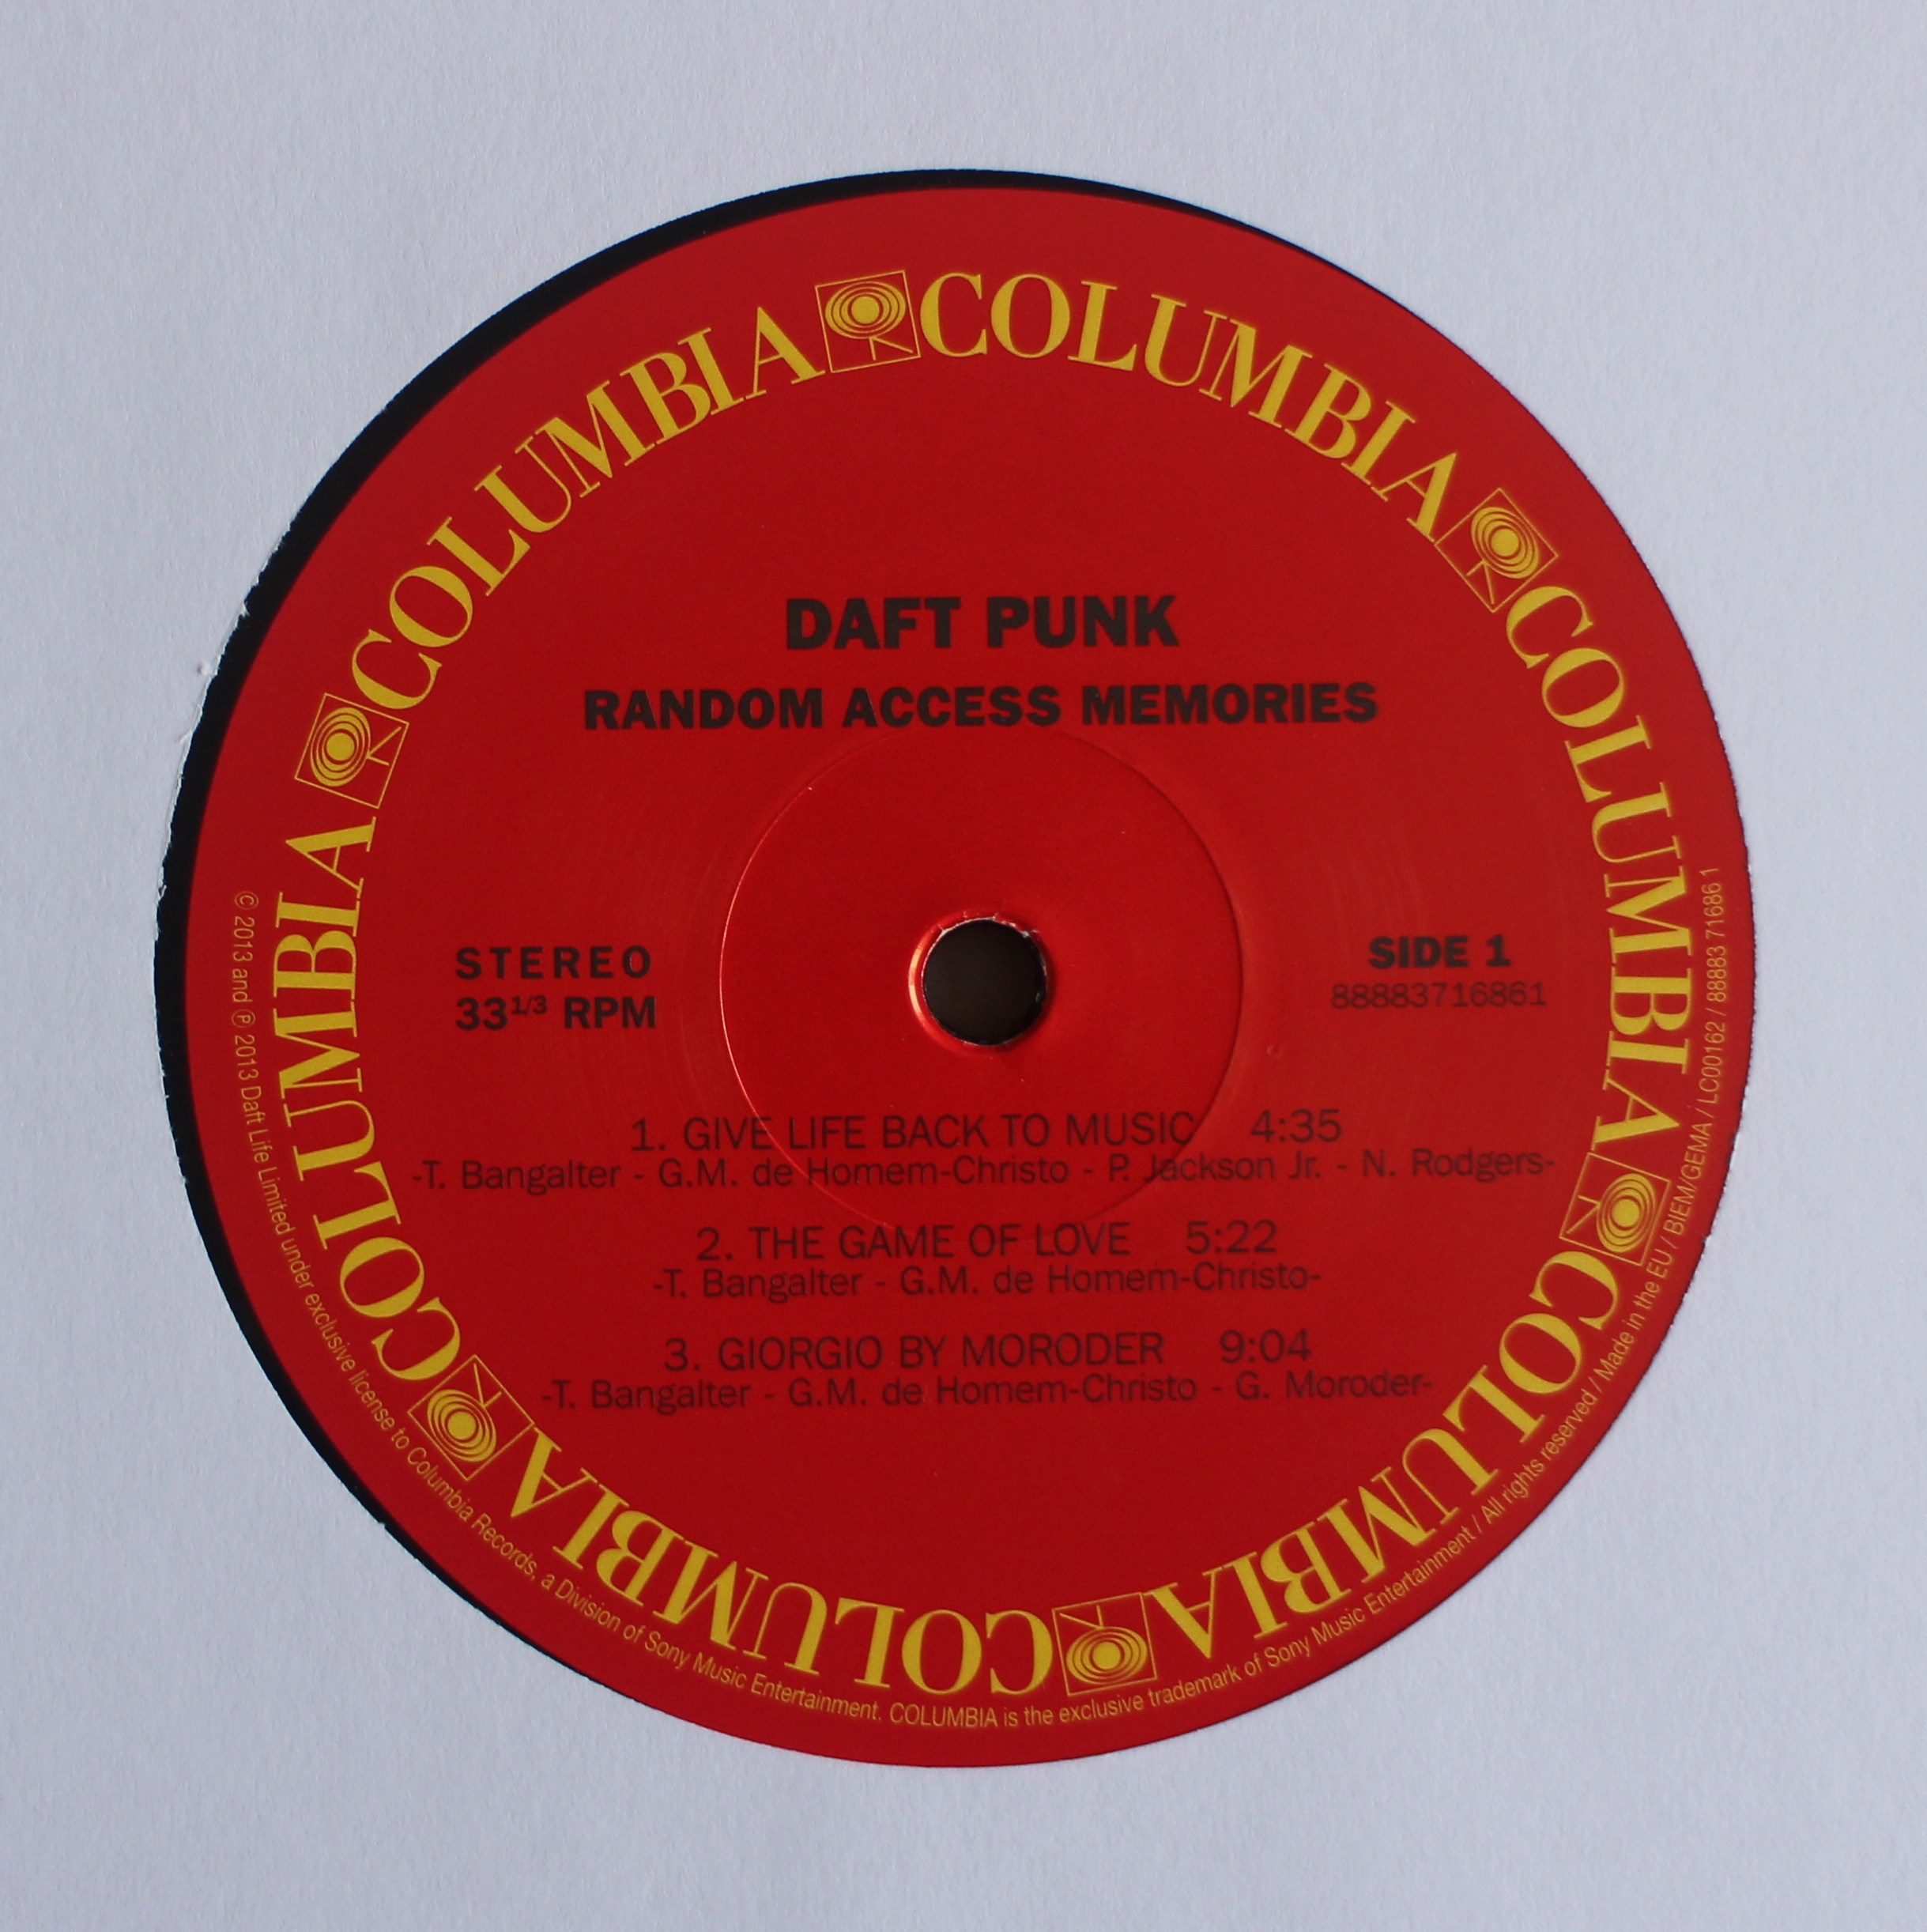 COLUMBIA COLUMBIA COLUMBIA COLUMBIA COLUMBIA COLUMBIA COLUMBIA
DAFT PUNK
RANDOM ACCESS MEMORIES
STEREO
33 1/3 RPM
SIDE 1
88883716861
1. GIVE LIFE BACK TO MUSIC 4:35
-T. Bangalter - G.M. de Homem-Christo - P. Jackson Jr. - N. Rodgers-
2. THE GAME OF LOVE 5:22
-T. Bangalter - G.M. de Homem-Christo-
3. GIORGIO BY MORODER 9:04
-T. Bangalter - G.M. de Homem-Christo - G. Moroder-
© 2013 and ℗ 2013 Daft Life Limited under exclusive license to Columbia Records, a Division of Sony Music Entertainment. COLUMBIA is the exclusive trademark of Sony Music Entertainment / All rights reserved / Made in the EU / BIEM/GEMA / LC00162 / 88883 71686 1